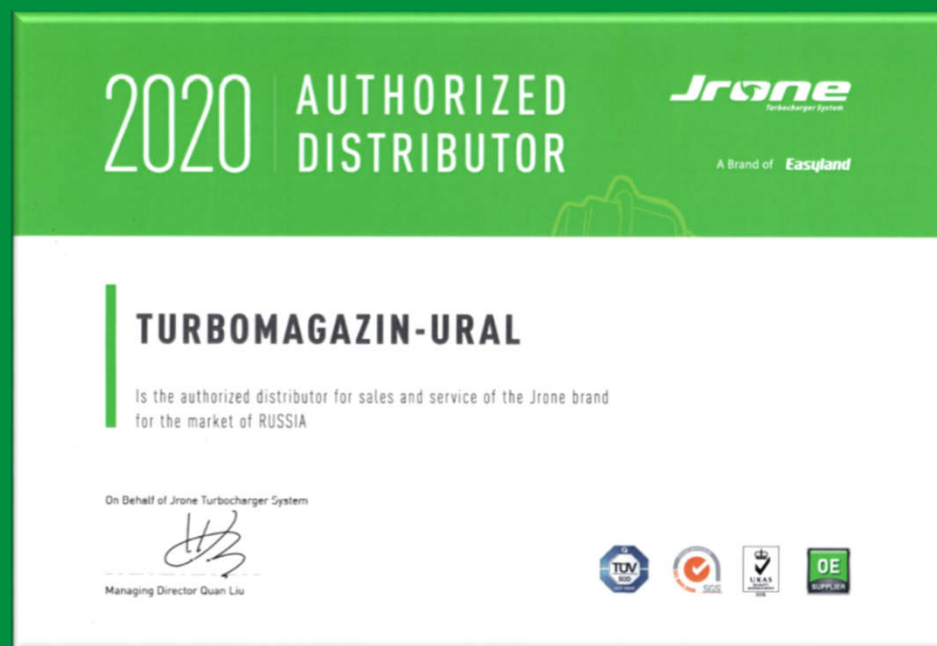 2020
AUTHORIZED
DISTRIBUTOR
Jrone
Turbocharger System
A Brand of Easyland
TURBOMAGAZIN-URAL
Is the authorized distributor for sales and service of the Jrone brand
for the market of RUSSIA
On Behalf of Jrone Turbocharger System
Managing Director Quan Liu
TÜV
SÜD
SGS
UKAS
OE
SUPPLIER